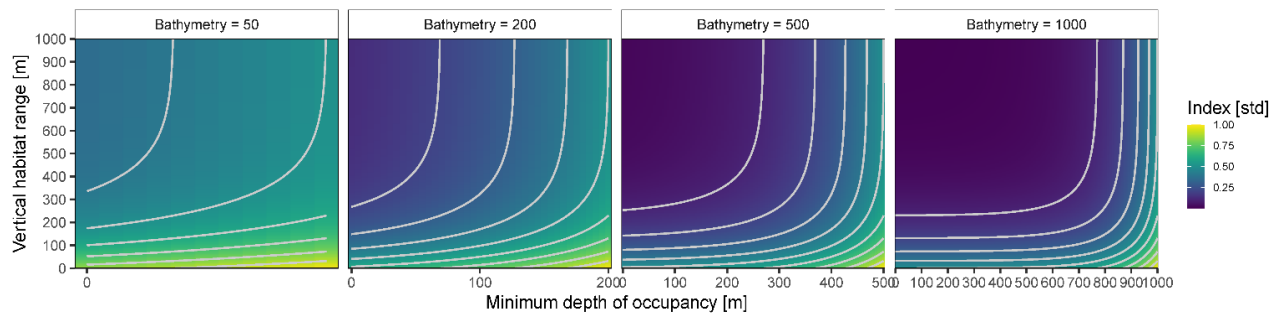 Bathymetry = 50
Bathymetry = 200
Bathymetry = 500
Bathymetry = 1000
Vertical habitat range [m]
1000
900
800
700
600
500
400
300
200
100
0
0
0 100 200
0 100 200 300 400 500
0 100 200 300 400 500 600 700 800 900 1000
Minimum depth of occupancy [m]
Index [std]
1.00
0.75
0.50
0.25